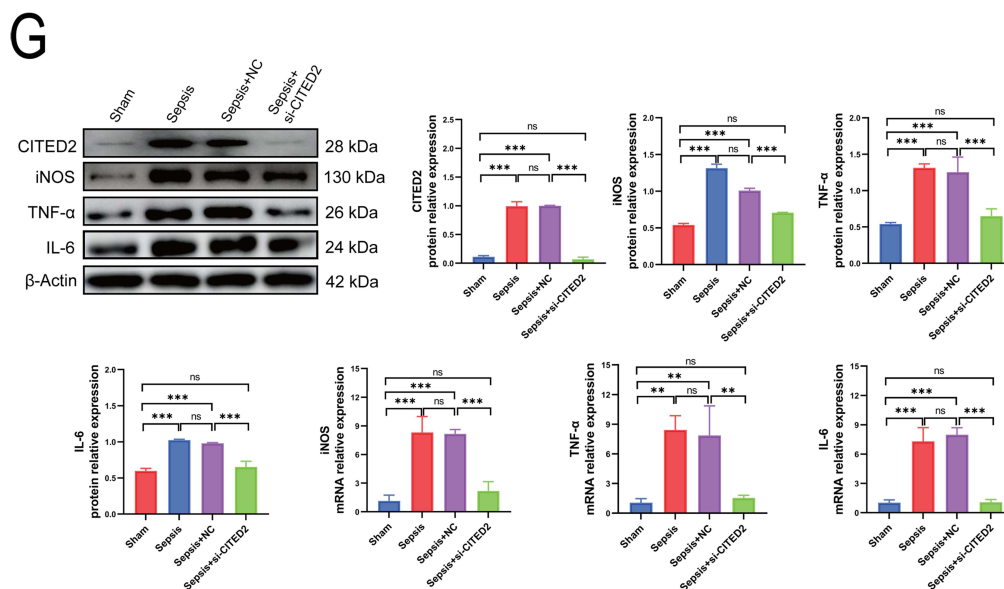 G
Sham
Sepsis
Sepsis+NC
Sepsis+
si-CITED2
CITED2
28 kDa
iNOS
130 kDa
TNF-α
26 kDa
IL-6
24 kDa
β-Actin
42 kDa
CITED2
protein relative expression
2.5
2.0
1.5
1.0
0.5
0.0
ns
***
***
ns
***
Sham
Sepsis
Sepsis+NC
Sepsis+si-CITED2
iNOS
protein relative expression
2.0
1.5
1.0
0.5
0.0
ns
***
***
ns
***
Sham
Sepsis
Sepsis+NC
Sepsis+si-CITED2
TNF-α
protein relative expression
2.0
1.5
1.0
0.5
0.0
ns
***
***
ns
***
Sham
Sepsis
Sepsis+NC
Sepsis+si-CITED2
IL-6
protein relative expression
2.0
1.5
1.0
0.5
0.0
ns
***
***
ns
***
Sham
Sepsis
Sepsis+NC
Sepsis+si-CITED2
iNOS
mRNA relative expression
15
12
9
6
3
0
ns
***
***
ns
***
Sham
Sepsis
Sepsis+NC
Sepsis+si-CITED2
TNF-α
mRNA relative expression
15
12
9
6
3
0
ns
**
**
ns
**
Sham
Sepsis
Sepsis+NC
Sepsis+si-CITED2
IL-6
mRNA relative expression
15
12
9
6
3
0
ns
***
***
ns
***
Sham
Sepsis
Sepsis+NC
Sepsis+si-CITED2